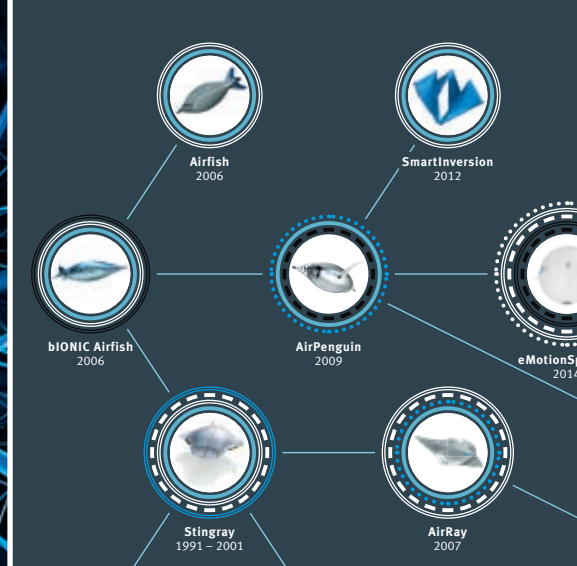 Airfish
2006
SmartInversion
2012
bIONIC Airfish
2006
AirPenguin
2009
Stingray
1991 – 2001
AirRay
2007